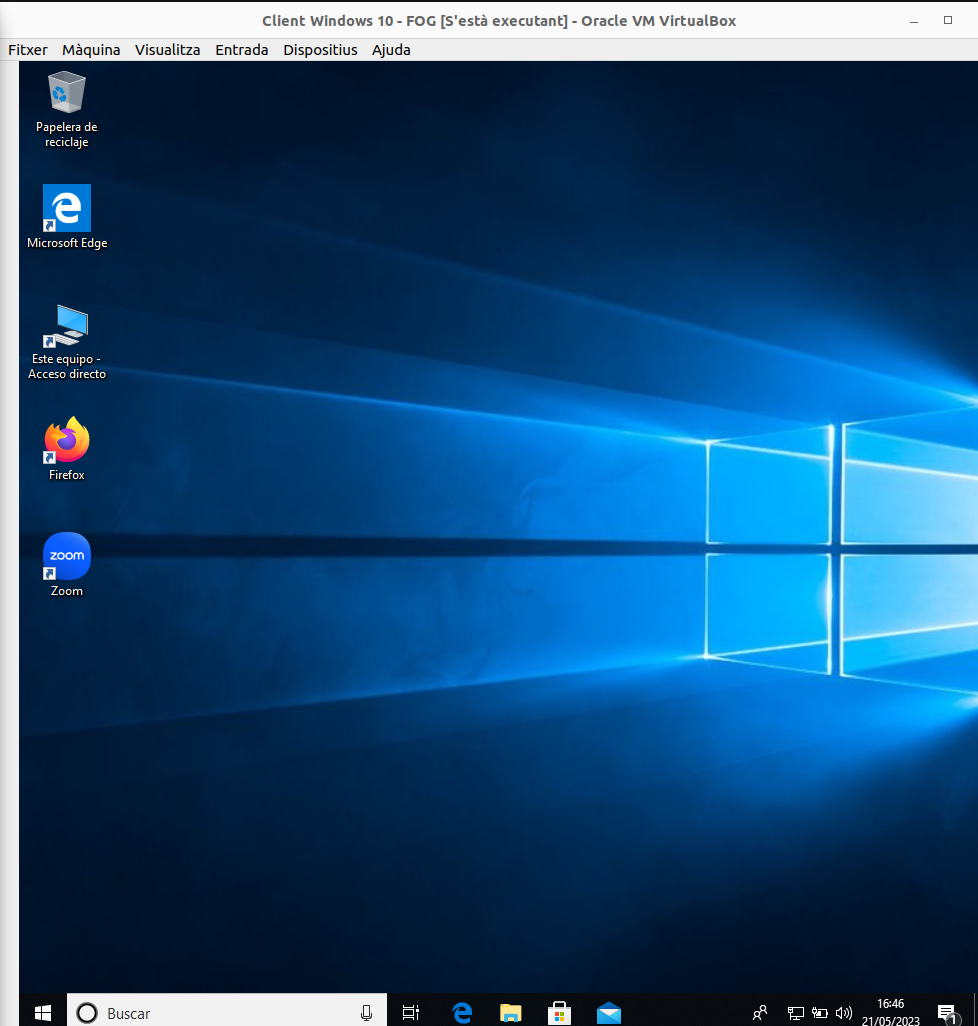 Client Windows 10 - FOG [S'està executant] - Oracle VM VirtualBox
Fitxer Màquina Visualitza Entrada Dispositius Ajuda
Papelera de
reciclaje
Microsoft Edge
Este equipo -
Acceso directo
Firefox
zoom
Zoom
Buscar
16:46
21/05/2023
1